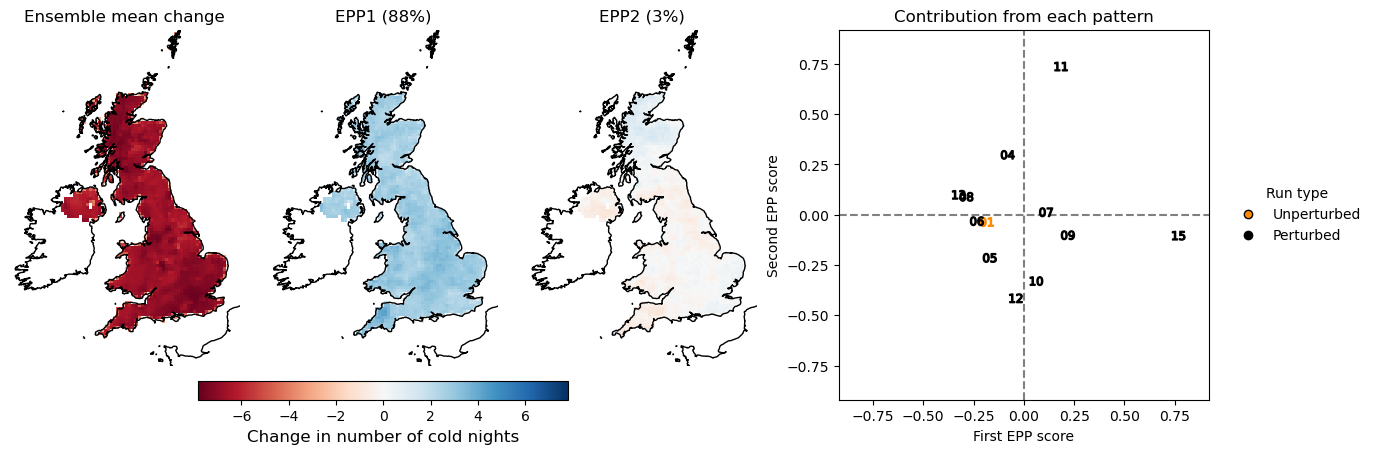 Ensemble mean change
EPP1 (88%)
EPP2 (3%)
−6 −4 −2 0 2 4 6
Change in number of cold nights
Contribution from each pattern
0.75
0.50
0.25
0.00
−0.25
−0.50
−0.75
Second EPP score
11
04
08
07
06
01
09
15
05
10
12
−0.75 −0.50 −0.25 0.00 0.25 0.50 0.75
First EPP score
Run type
Unperturbed
Perturbed